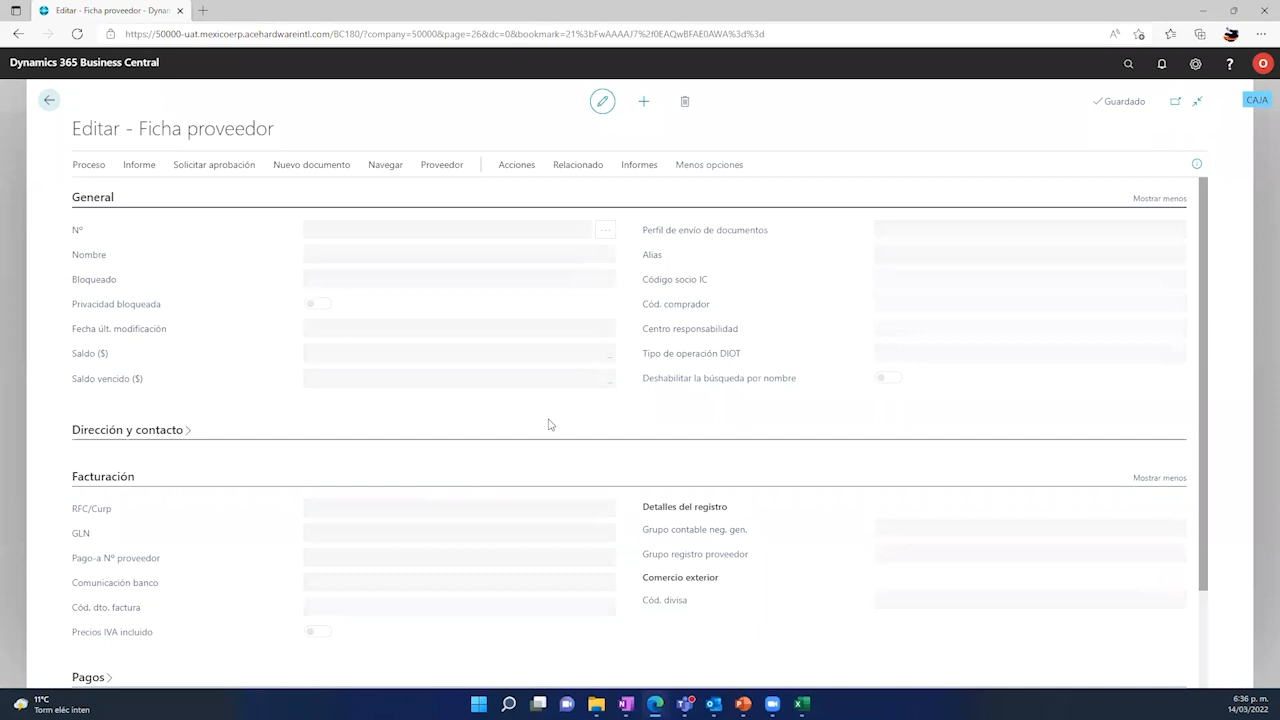 Editar - Ficha proveedor - Dynam
https://50000-uat.mexicoerp.acehardwareintl.com/BC180/?company=50000&page=26&dc=0&bookmark=21%3bFwAAAAJ7%2f0EAQwBFAE0AWA%3d%3d
Dynamics 365 Business Central
O
Guardado
CAJA
Editar - Ficha proveedor
Proceso Informe Solicitar aprobación Nuevo documento Navegar Proveedor Acciones Relacionado Informes Menos opciones
General Mostrar menos
Nº Perfil de envío de documentos
Nombre Alias
Bloqueado Código socio IC
Privacidad bloqueada Cód. comprador
Fecha últ. modificación Centro responsabilidad
Saldo ($) Tipo de operación DIOT
Saldo vencido ($) Deshabilitar la búsqueda por nombre
Dirección y contacto
Facturación Mostrar menos
RFC/Curp Detalles del registro
GLN Grupo contable neg. gen.
Pago-a Nº proveedor Grupo registro proveedor
Comunicación banco Comercio exterior
Cód. dto. factura Cód. divisa
Precios IVA incluido
Pagos
11°C 6:36 p. m.
Torm eléc inten 14/03/2022